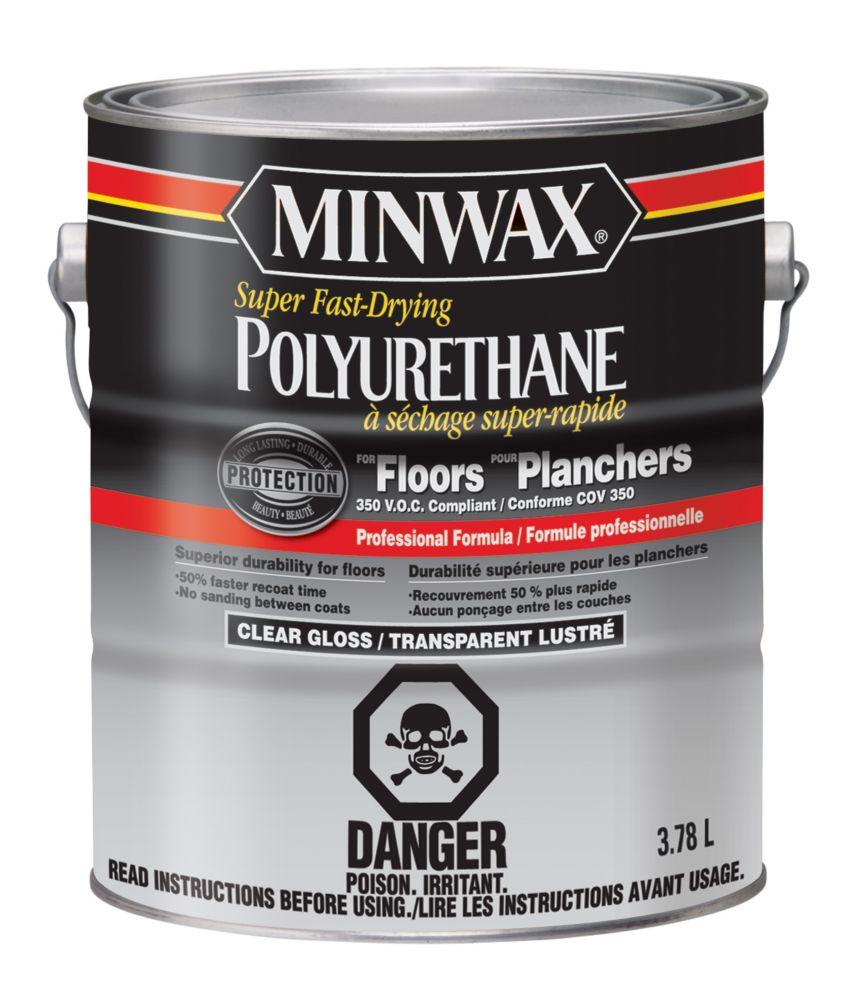 MINWAX®
Super Fast-Drying
POLYURETHANE
à séchage super-rapide
LONG LASTING • DURABLE
PROTECTION
BEAUTY • BEAUTÉ
FOR Floors POUR Planchers
350 V.O.C. Compliant / Conforme COV 350
Professional Formula / Formule professionnelle
Superior durability for floors
•50% faster recoat time
•No sanding between coats
Durabilité supérieure pour les planchers
•Recouvrement 50 % plus rapide
•Aucun ponçage entre les couches
CLEAR GLOSS / TRANSPARENT LUSTRÉ
DANGER
POISON. IRRITANT.
3.78 L
READ INSTRUCTIONS BEFORE USING./LIRE LES INSTRUCTIONS AVANT USAGE.